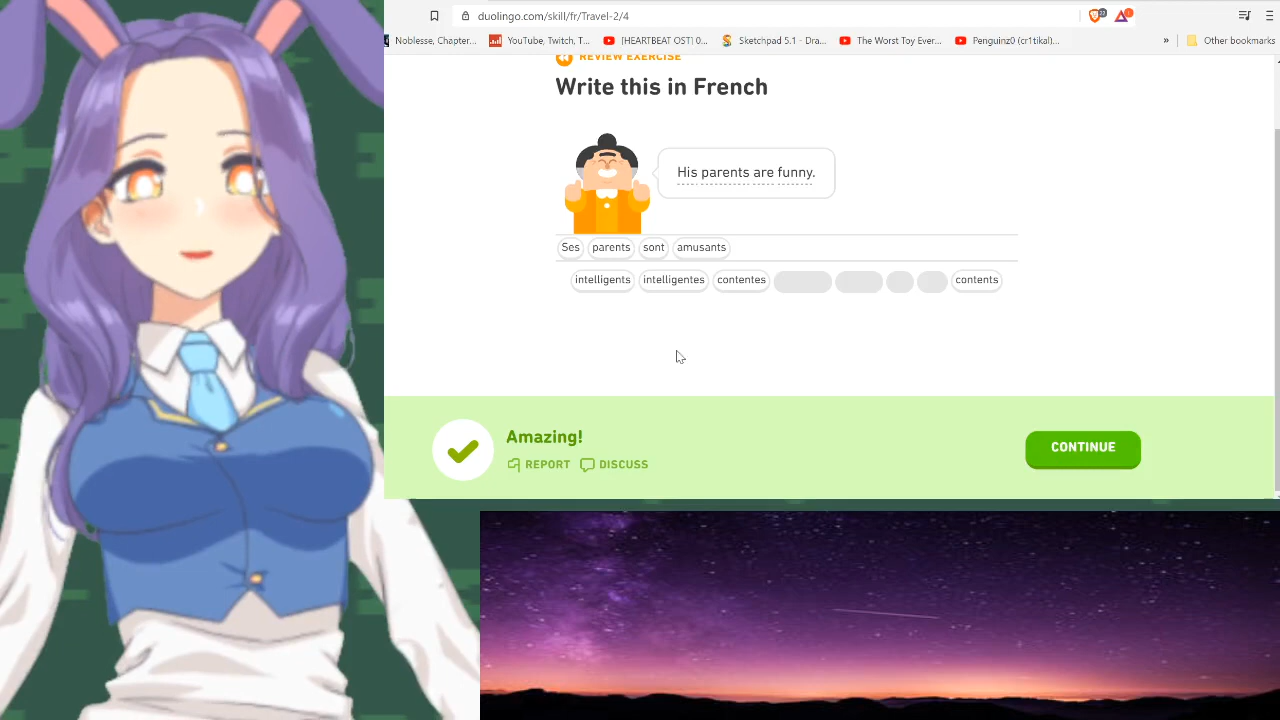 duolingo.com/skill/fr/Travel-2/4
22
Noblesse, Chapter... YouTube, Twitch, T... [HEARTBEAT OST] 0... Sketchpad 5.1 - Dra... The Worst Toy Ever... Penguinz0 (cr1tikal)... » Other bookmarks
REVIEW EXERCISE
Write this in French
His parents are funny.
Ses parents sont amusants
intelligents intelligentes contentes contents
Amazing!
REPORT DISCUSS
CONTINUE